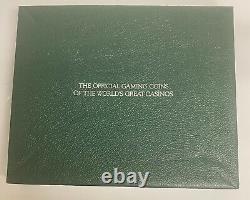 THE OFFICIAL GAMING COINS
OF THE WORLD'S GREAT CASINOS